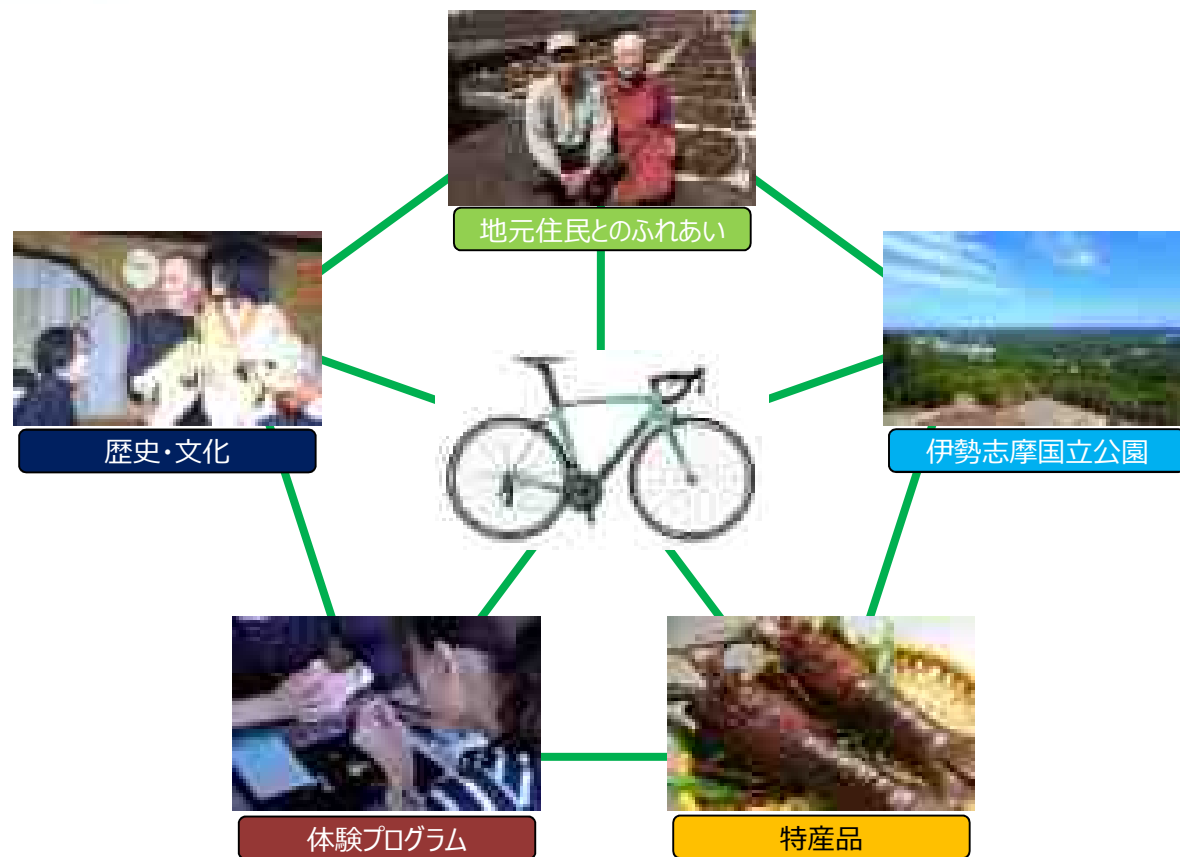 地元住民とのふれあい
歴史・文化
伊勢志摩国立公園
体験プログラム
特産品